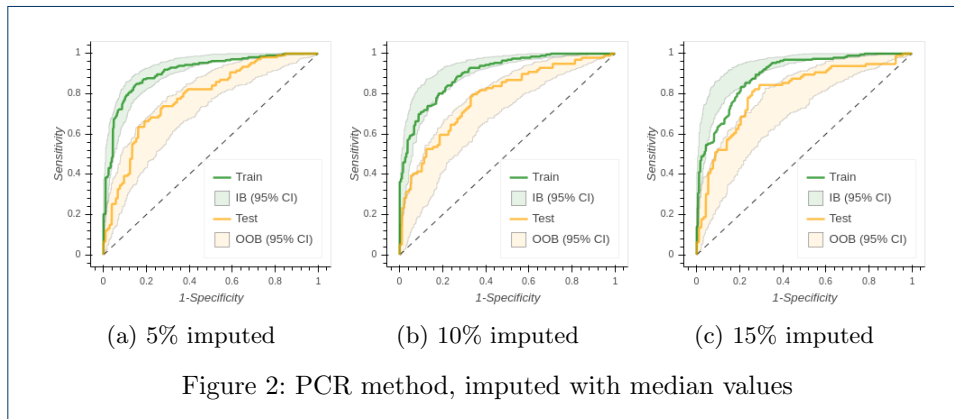 1
0.8
0.6
0.4
0.2
0
Sensitivity
Train
IB (95% CI)
Test
OOB (95% CI)
0
0.2
0.4
0.6
0.8
1
1-Specificity
(a) 5% imputed
1
0.8
0.6
0.4
0.2
0
Sensitivity
Train
IB (95% CI)
Test
OOB (95% CI)
0
0.2
0.4
0.6
0.8
1
1-Specificity
(b) 10% imputed
1
0.8
0.6
0.4
0.2
0
Sensitivity
Train
IB (95% CI)
Test
OOB (95% CI)
0
0.2
0.4
0.6
0.8
1
1-Specificity
(c) 15% imputed
Figure 2: PCR method, imputed with median values